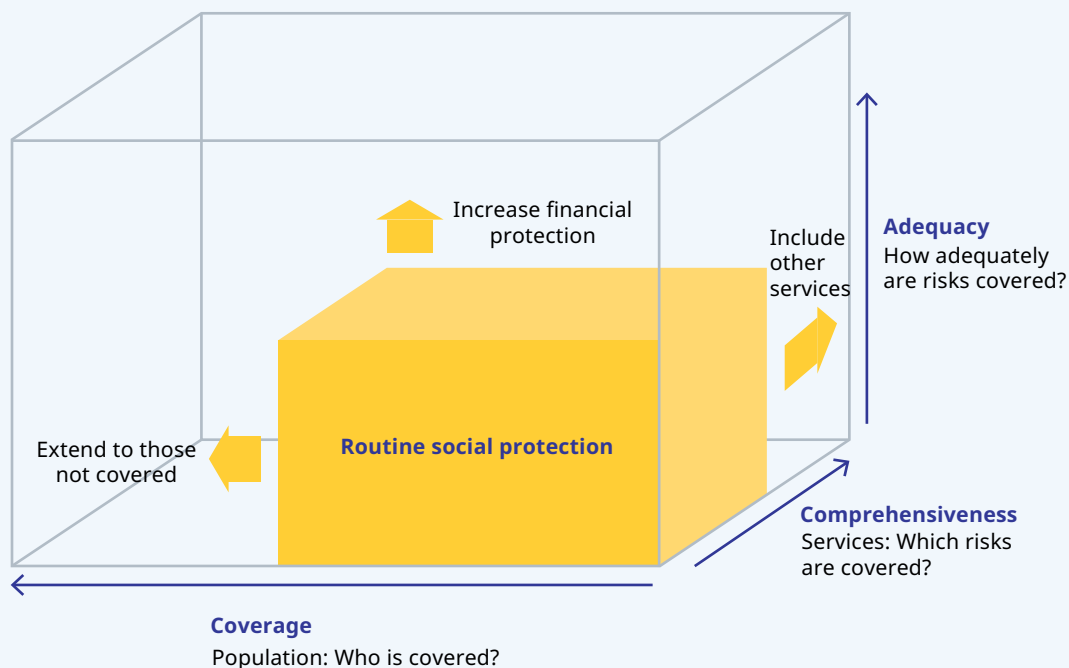 Increase financial
protection
Include
other
services
Adequacy
How adequately
are risks covered?
Extend to those
not covered
Routine social protection
Comprehensiveness
Services: Which risks
are covered?
Coverage
Population: Who is covered?